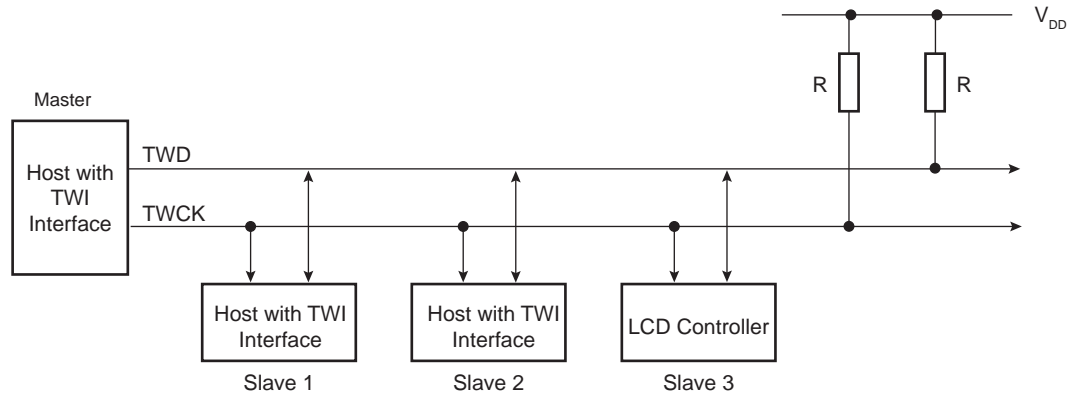 V_DD
R
R
Master
Host with
TWI
Interface
TWD
TWCK
Host with TWI
Interface
Host with TWI
Interface
LCD Controller
Slave 1
Slave 2
Slave 3